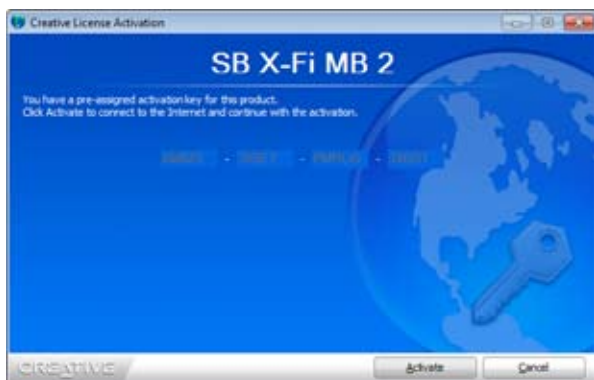 Creative License Activation
SB X-Fi MB 2
You have a pre-assigned activation key for this product.
Click Activate to connect to the Internet and continue with the activation.
- - -
CREATIVE
Activate
Cancel